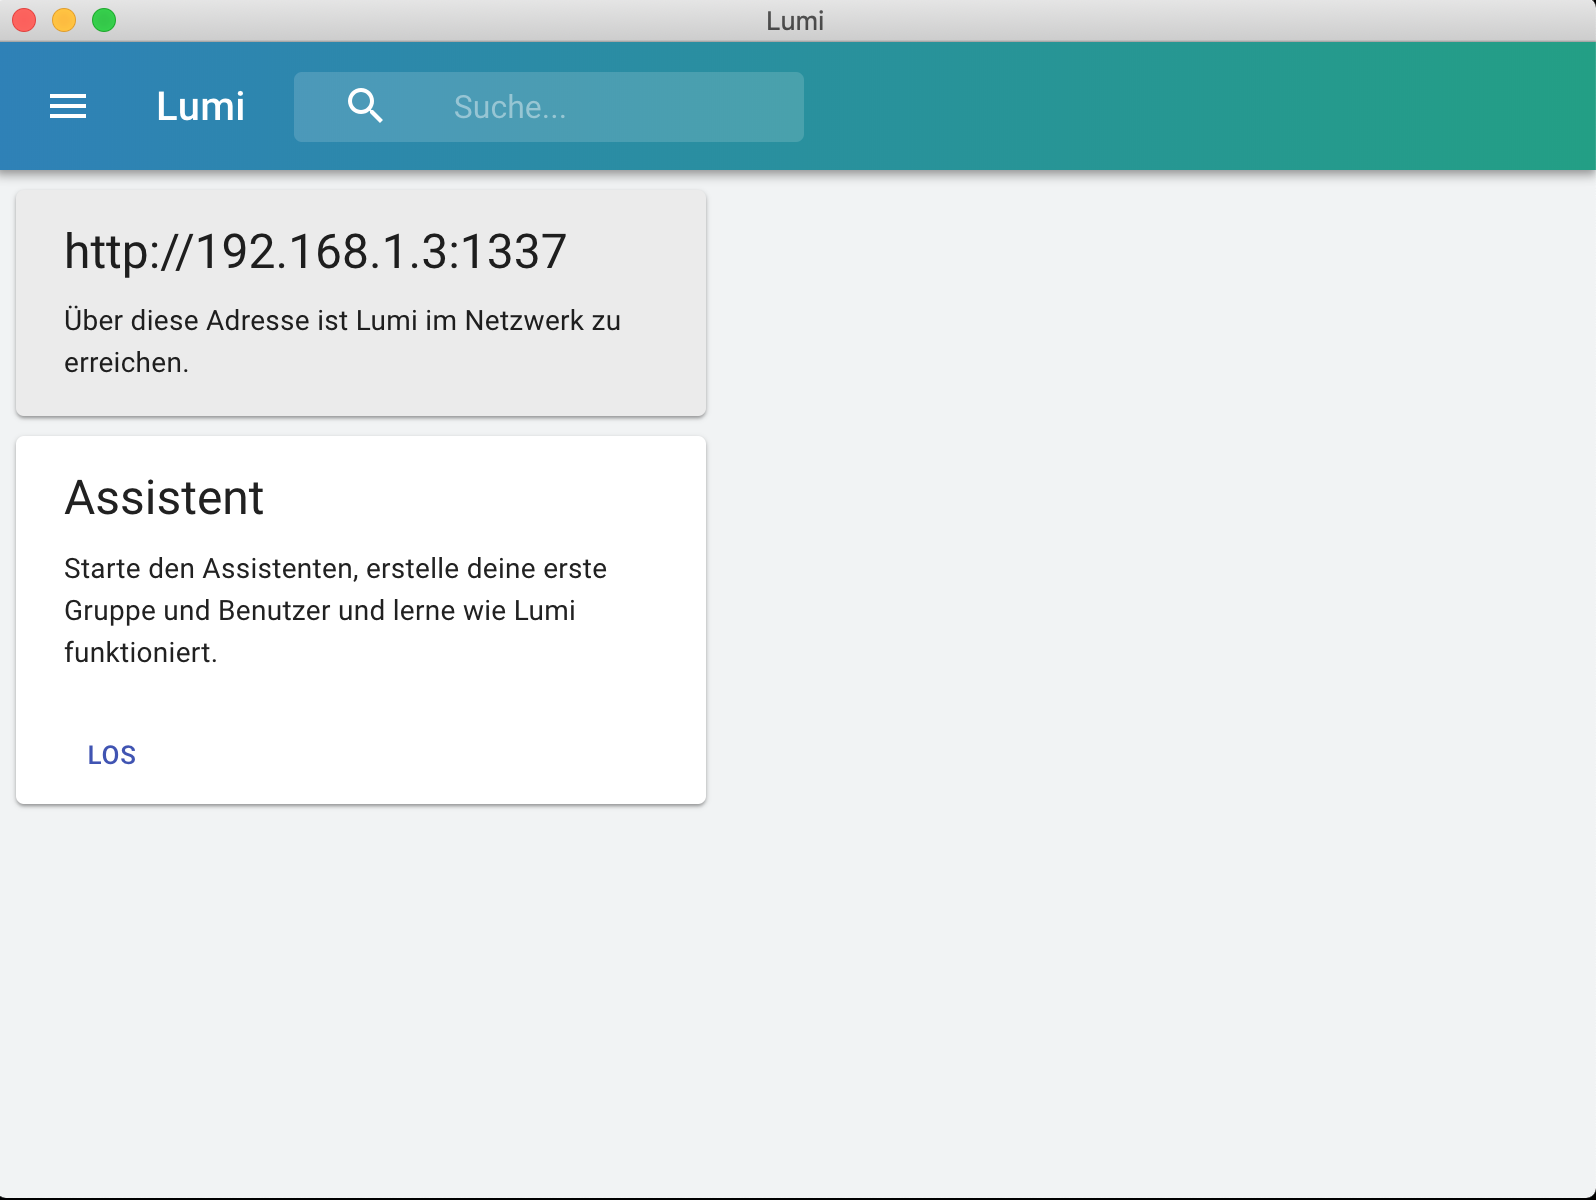 Lumi
Lumi
Suche...
http://192.168.1.3:1337
Über diese Adresse ist Lumi im Netzwerk zu
erreichen.
Assistent
Starte den Assistenten, erstelle deine erste
Gruppe und Benutzer und lerne wie Lumi
funktioniert.
LOS